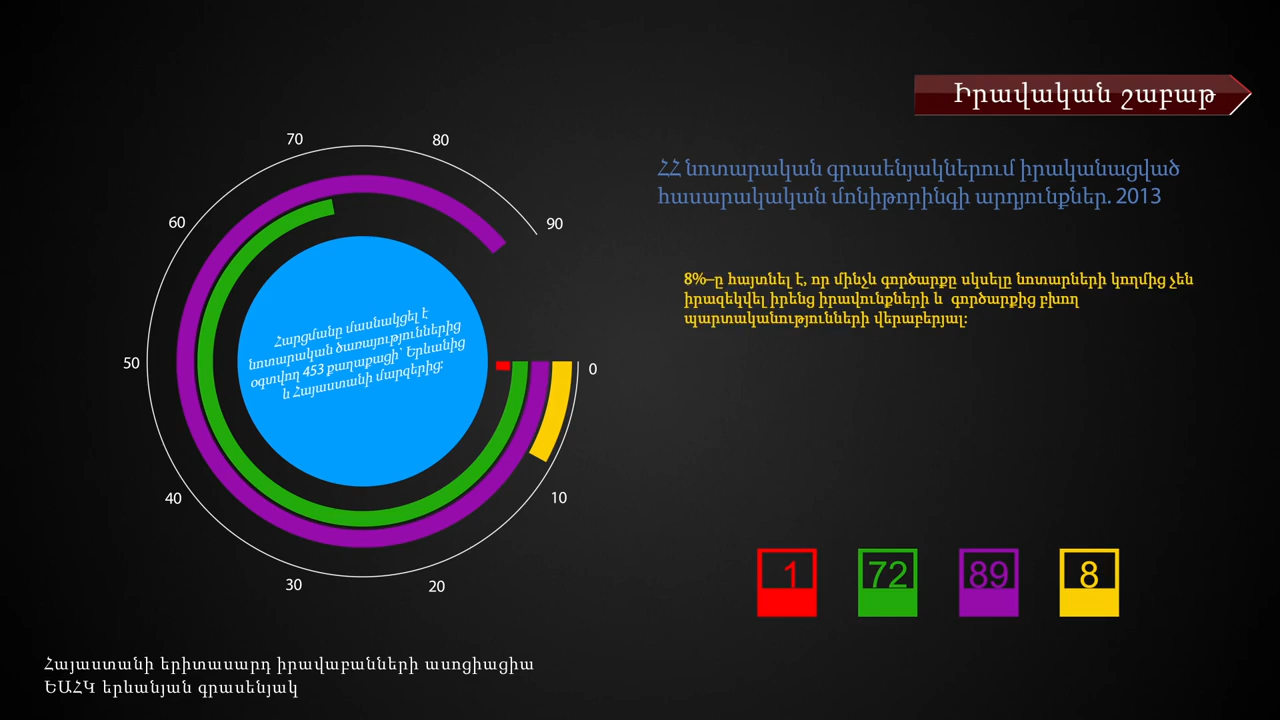 Իրավական շաբաթ
ՀՀ նոտարական գրասենյակներում իրականացված
հասարակական մոնիթորինգի արդյունքներ. 2013
8%–ը հայտնել է, որ մինչև գործարքը սկսելը նոտարների կողմից չեն
իրազեկվել իրենց իրավունքների և գործարքից բխող
պարտականությունների վերաբերյալ:
70
80
60
90
50
0
40
10
30
20
Հարցմանը մասնակցել է
նոտարական ծառայություններից
օգտվող 453 քաղաքացի՝ Երևանից
և Հայաստանի մարզերից:
1
72
89
8
Հայաստանի երիտասարդ իրավաբանների ասոցիացիա
ԵԱՀԿ երևանյան գրասենյակ